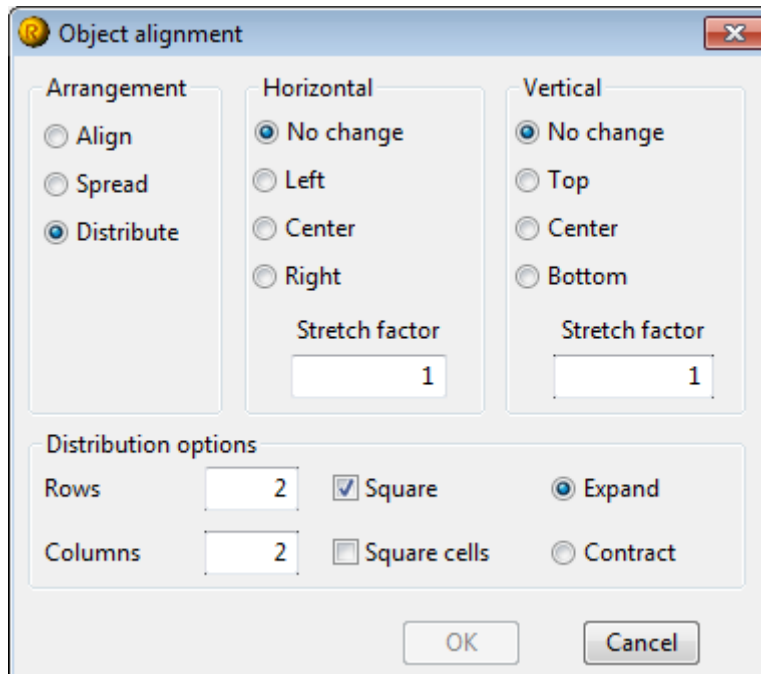 Object alignment
Arrangement
Align
Spread
Distribute
Horizontal
No change
Left
Center
Right
Stretch factor
1
Vertical
No change
Top
Center
Bottom
Stretch factor
1
Distribution options
Rows 2 Square Expand
Columns 2 Square cells Contract
OK Cancel